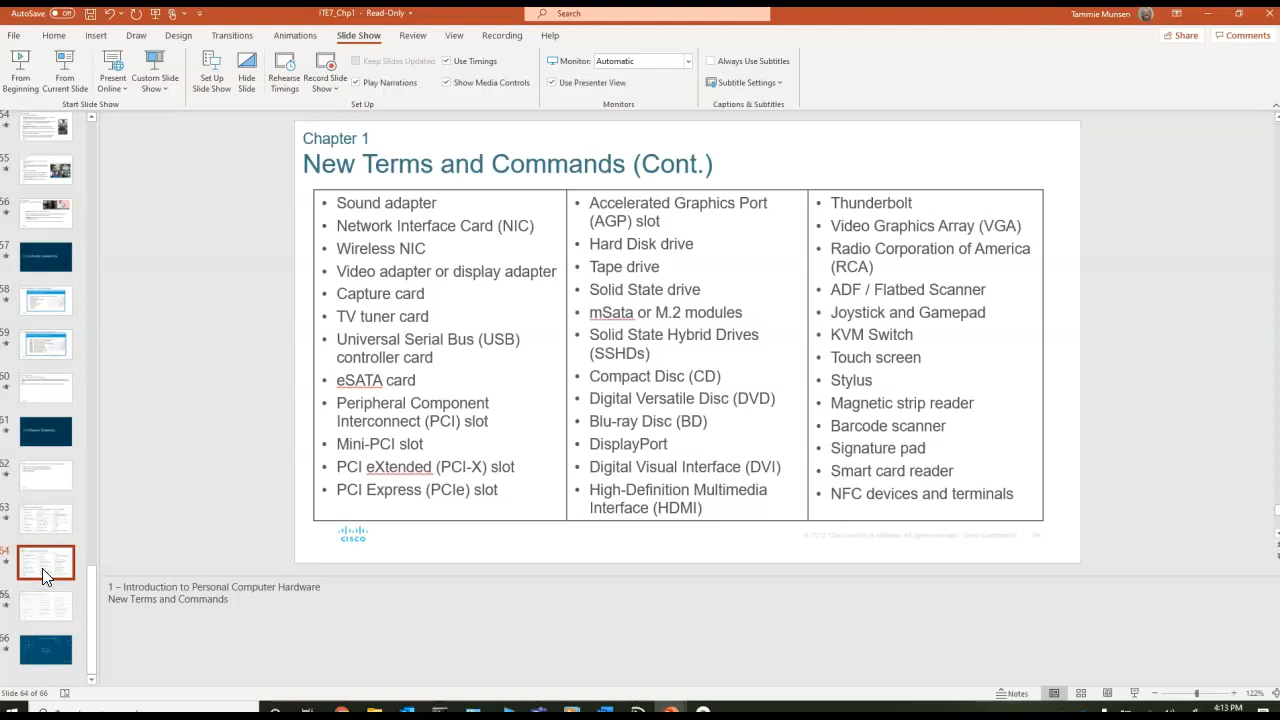 AutoSave Off
ITE7_Chp1 - Read-Only
Search
Tammie Munsen
File Home Insert Draw Design Transitions Animations Slide Show Review View Recording Help
Share Comments
From Beginning
From Current Slide
Present Online
Custom Slide Show
Set Up Slide Show
Hide Slide
Rehearse Timings
Record Slide Show
Keep Slides Updated
Play Narrations
Use Timings
Show Media Controls
Monitor: Automatic
Use Presenter View
Always Use Subtitles
Subtitle Settings
Start Slide Show
Set Up
Monitors
Captions & Subtitles
54
55
56
57
58
59
60
62
Chapter 1
New Terms and Commands (Cont.)
• Sound adapter
• Network Interface Card (NIC)
• Wireless NIC
• Video adapter or display adapter
• Capture card
• TV tuner card
• Universal Serial Bus (USB)
controller card
• eSATA card
• Peripheral Component
Interconnect (PCI) slot
• Mini-PCI slot
• PCI eXtended (PCI-X) slot
• PCI Express (PCIe) slot
• Accelerated Graphics Port
(AGP) slot
• Hard Disk drive
• Tape drive
• Solid State drive
• mSata or M.2 modules
• Solid State Hybrid Drives
(SSHDs)
• Compact Disc (CD)
• Digital Versatile Disc (DVD)
• Blu-ray Disc (BD)
• DisplayPort
• Digital Visual Interface (DVI)
• High-Definition Multimedia
Interface (HDMI)
• Thunderbolt
• Video Graphics Array (VGA)
• Radio Corporation of America
(RCA)
• ADF / Flatbed Scanner
• Joystick and Gamepad
• KVM Switch
• Touch screen
• Stylus
• Magnetic strip reader
• Barcode scanner
• Signature pad
• Smart card reader
• NFC devices and terminals
CISCO
1 – Introduction to Personal Computer Hardware
New Terms and Commands
Slide 64 of 66
Notes
122%
4:13 PM